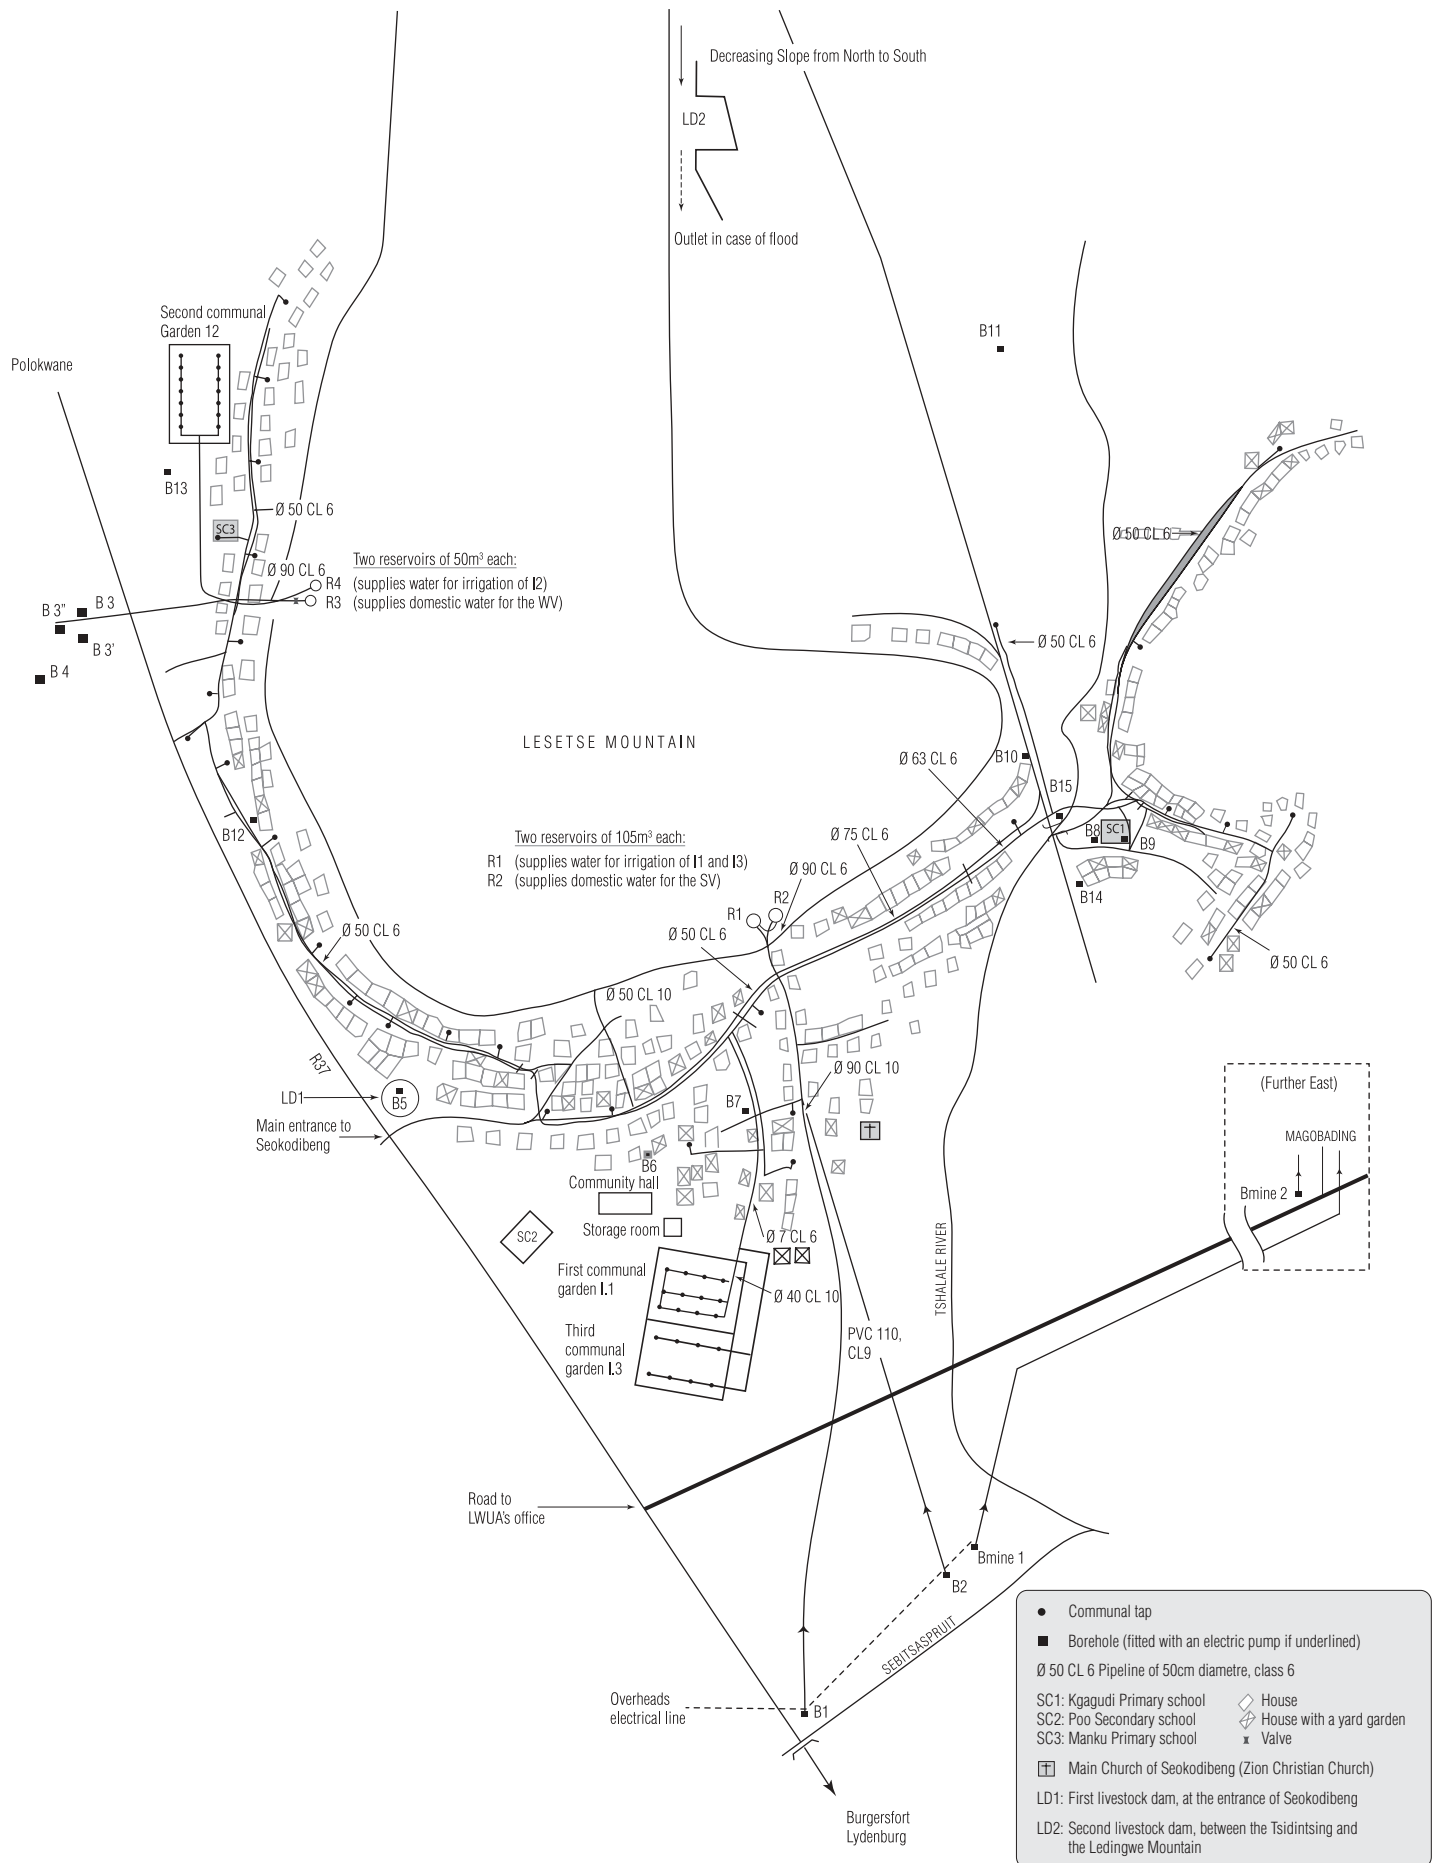 Decreasing Slope from North to South
LD2
Outlet in case of flood
Second communal
Garden 12
Polokwane
B11
B13
SC3
Ø 50 CL 6
Ø 50 CL 6
Ø 90 CL 6
Two reservoirs of 50m³ each:
R4 (supplies water for irrigation of I2)
R3 (supplies domestic water for the WV)
B 3"
B 3
B 3'
B 4
Ø 50 CL 6
LESETSE MOUNTAIN
Ø 63 CL 6
B10
B15
B12
Two reservoirs of 105m³ each:
R1 (supplies water for irrigation of I1 and I3)
R2 (supplies domestic water for the SV)
Ø 75 CL 6
B8
SC1
B9
Ø 90 CL 6
B14
R1
R2
Ø 50 CL 6
Ø 50 CL 6
Ø 50 CL 6
Ø 50 CL 10
R37
Ø 90 CL 10
(Further East)
LD1
B5
B7
Main entrance to
Seokodibeng
MAGOBADING
B6
Community hall
Bmine 2
Storage room
SC2
Ø 7 CL 6
First communal
garden I.1
Ø 40 CL 10
TSHALALE RIVER
Third
communal
garden I.3
PVC 110,
CL9
Road to
LWUA's office
Bmine 1
B2
SEBITSASPRUIT
Overheads
electrical line
B1
Burgersfort
Lydenburg
Communal tap
Borehole (fitted with an electric pump if underlined)
Ø 50 CL 6 Pipeline of 50cm diametre, class 6
SC1: Kgagudi Primary school
House
SC2: Poo Secondary school
House with a yard garden
SC3: Manku Primary school
Valve
Main Church of Seokodibeng (Zion Christian Church)
LD1: First livestock dam, at the entrance of Seokodibeng
LD2: Second livestock dam, between the Tsidintsing and
the Ledingwe Mountain